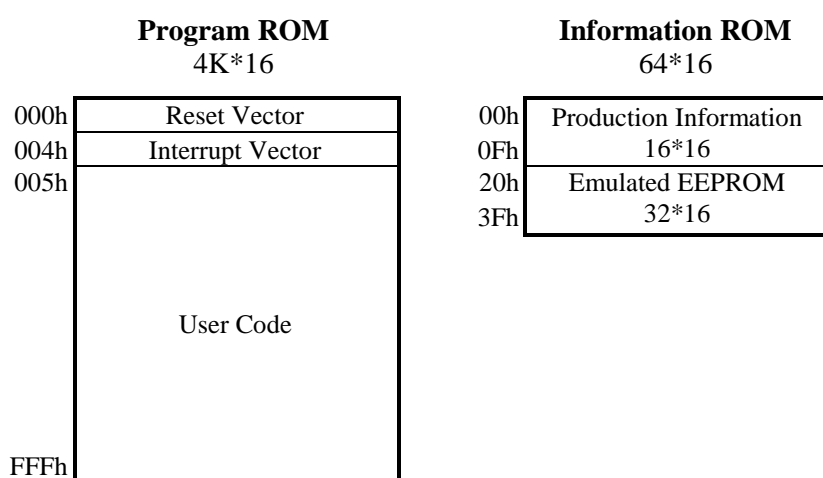 Program ROM
4K*16
000h Reset Vector
004h Interrupt Vector
005h
User Code
FFFh
Information ROM
64*16
00h Production Information
0Fh 16*16
20h Emulated EEPROM
3Fh 32*16